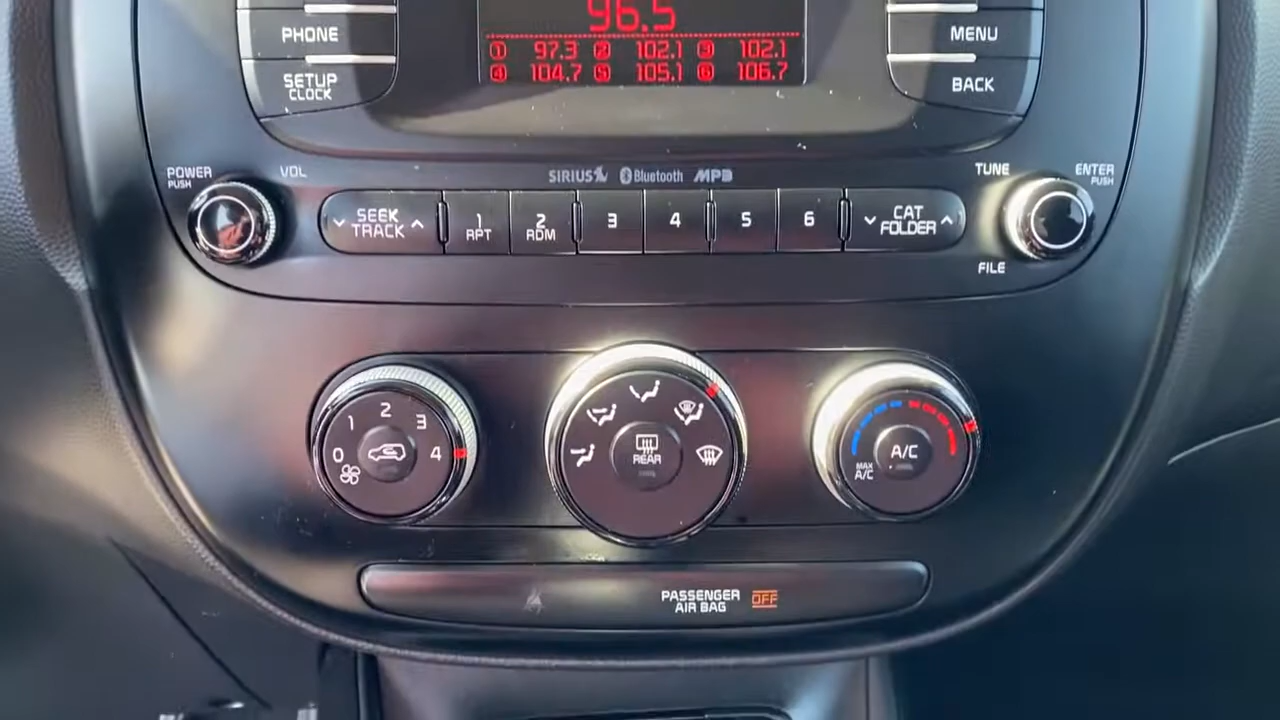 96.5
PHONE
SETUP
CLOCK
1 97.3 2 102.1 3 102.1
4 104.7 5 105.1 6 106.7
MENU
BACK
POWER
PUSH
VOL
SIRIUS Bluetooth MP3
TUNE
ENTER
PUSH
SEEK
TRACK
1
RPT
2
RDM
3
4
5
6
CAT
FOLDER
FILE
0
1
2
3
4
REAR
A/C
MAX
A/C
PASSENGER
AIR BAG
OFF